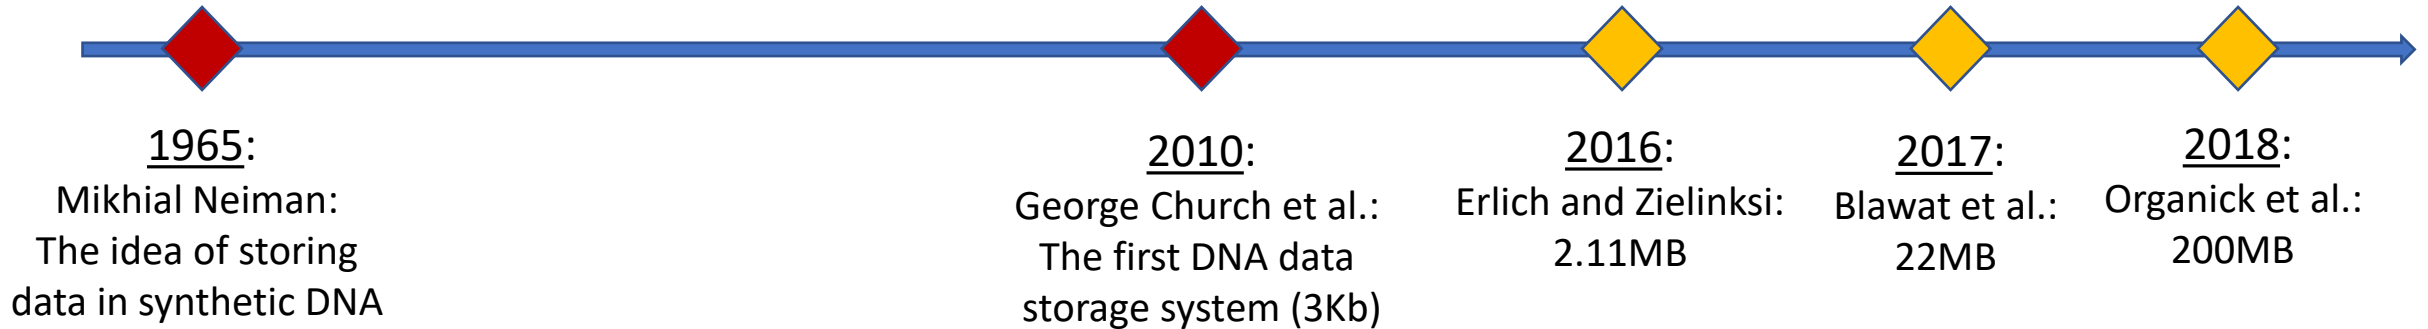 1965:
Mikhial Neiman:
The idea of storing
data in synthetic DNA
2010:
George Church et al.:
The first DNA data
storage system (3Kb)
2016:
Erlich and Zielinksi:
2.11MB
2017:
Blawat et al.:
22MB
2018:
Organick et al.:
200MB